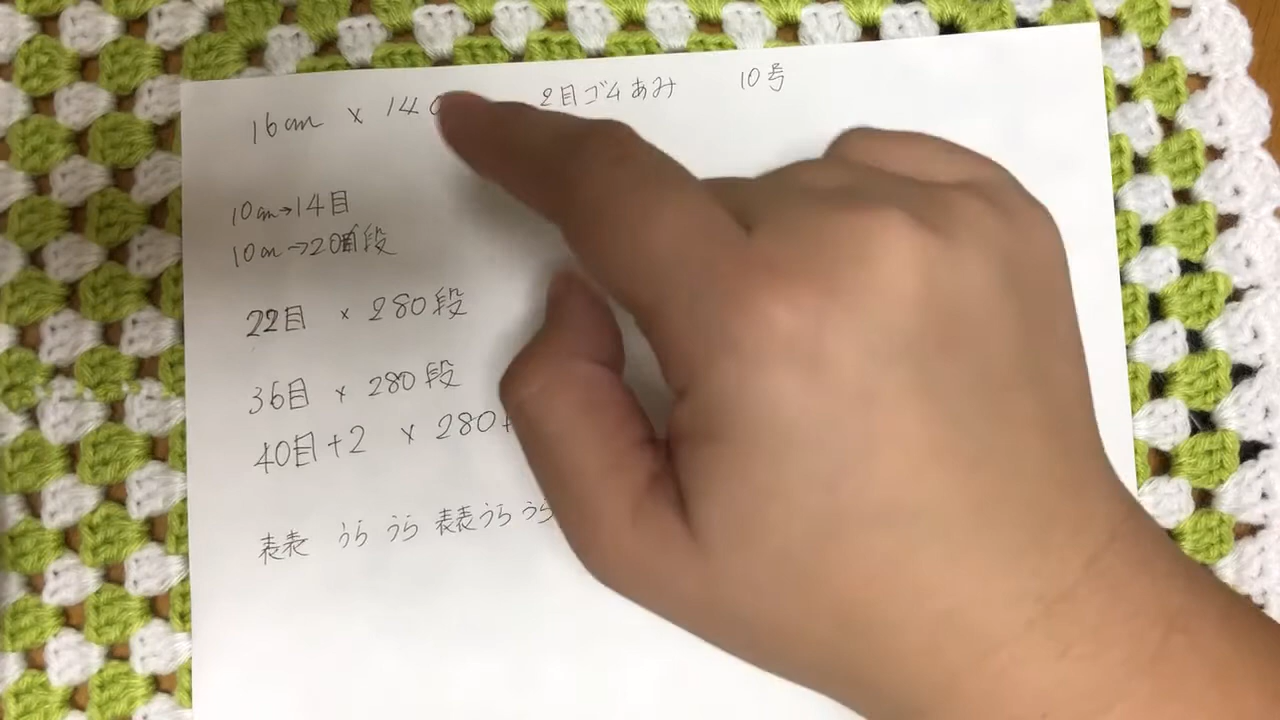 16cm × 140 2目ゴムあみ 10号
10cm→14目
10cm→20段
22目 × 280段
36目 × 280段
40目+2 × 280
表表 うら うら 表表 うら うら